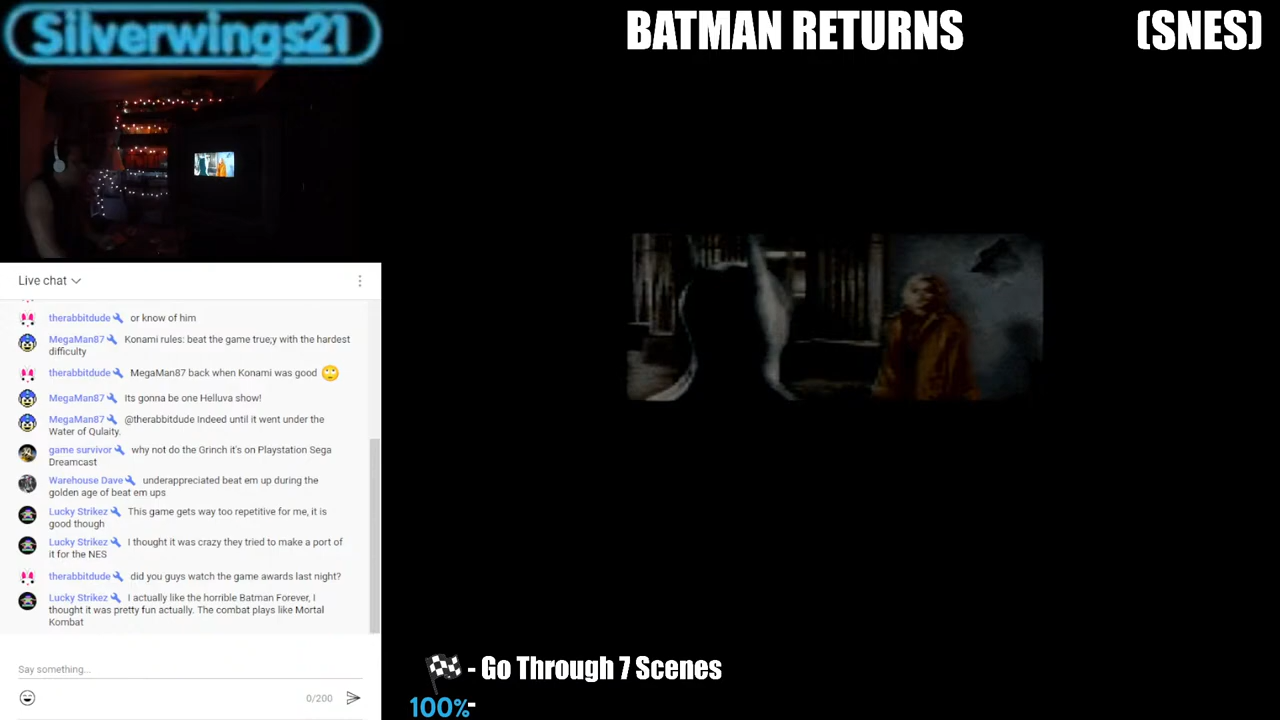 Silverwings21
BATMAN RETURNS
(SNES)
Live chat
therabbitdude or know of him
MegaMan87 Konami rules: beat the game true;y with the hardest
difficulty
therabbitdude MegaMan87 back when Konami was good 🙄
MegaMan87 Its gonna be one Helluva show!
MegaMan87 @therabbitdude Indeed until it went under the
Water of Qulaity.
game survivor why not do the Grinch it's on Playstation Sega
Dreamcast
Warehouse Dave underappreciated beat em up during the
golden age of beat em ups
Lucky Strikez This game gets way too repetitive for me, it is
good though
Lucky Strikez I thought it was crazy they tried to make a port of
it for the NES
therabbitdude did you guys watch the game awards last night?
Lucky Strikez I actually like the horrible Batman Forever, I
thought it was pretty fun actually. The combat plays like Mortal
Kombat
Say something...
0/200
- Go Through 7 Scenes
100%-